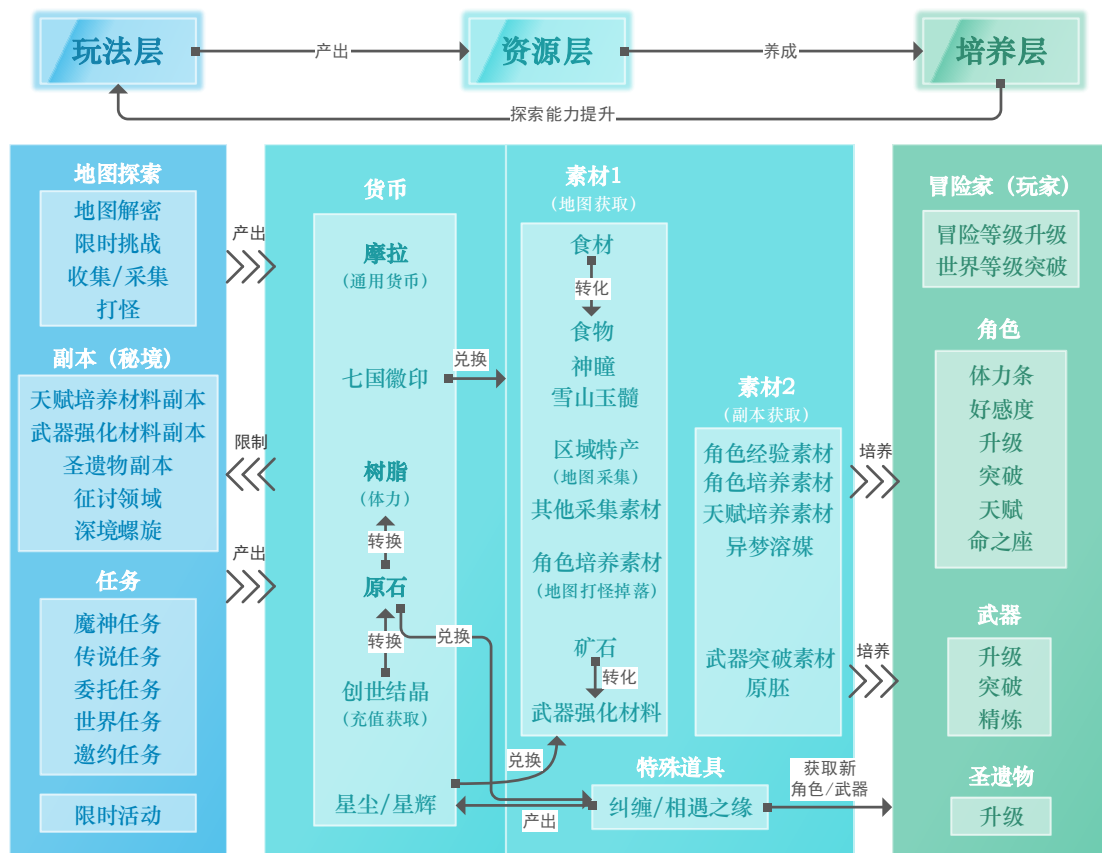 玩法层
产出
资源层
养成
培养层
探索能力提升
地图探索
地图解密
限时挑战
收集/采集
打怪
副本（秘境）
天赋培养材料副本
武器强化材料副本
圣遗物副本
征讨领域
深境螺旋
任务
魔神任务
传说任务
委托任务
世界任务
邀约任务
限时活动
产出
限制
产出
货币
摩拉
（通用货币）
七国徽印
兑换
树脂
（体力）
转换
原石
转换
兑换
创世结晶
（充值获取）
星尘/星辉
素材1
（地图获取）
食材
转化
食物
神瞳
雪山玉髓
区域特产
（地图采集）
其他采集素材
角色培养素材
（地图打怪掉落）
矿石
转化
武器强化材料
兑换
产出
素材2
（副本获取）
角色经验素材
角色培养素材
天赋培养素材
异梦溶媒
武器突破素材
原胚
特殊道具
纠缠/相遇之缘
获取新
角色/武器
培养
培养
冒险家（玩家）
冒险等级升级
世界等级突破
角色
体力条
好感度
升级
突破
天赋
命之座
武器
升级
突破
精炼
圣遗物
升级